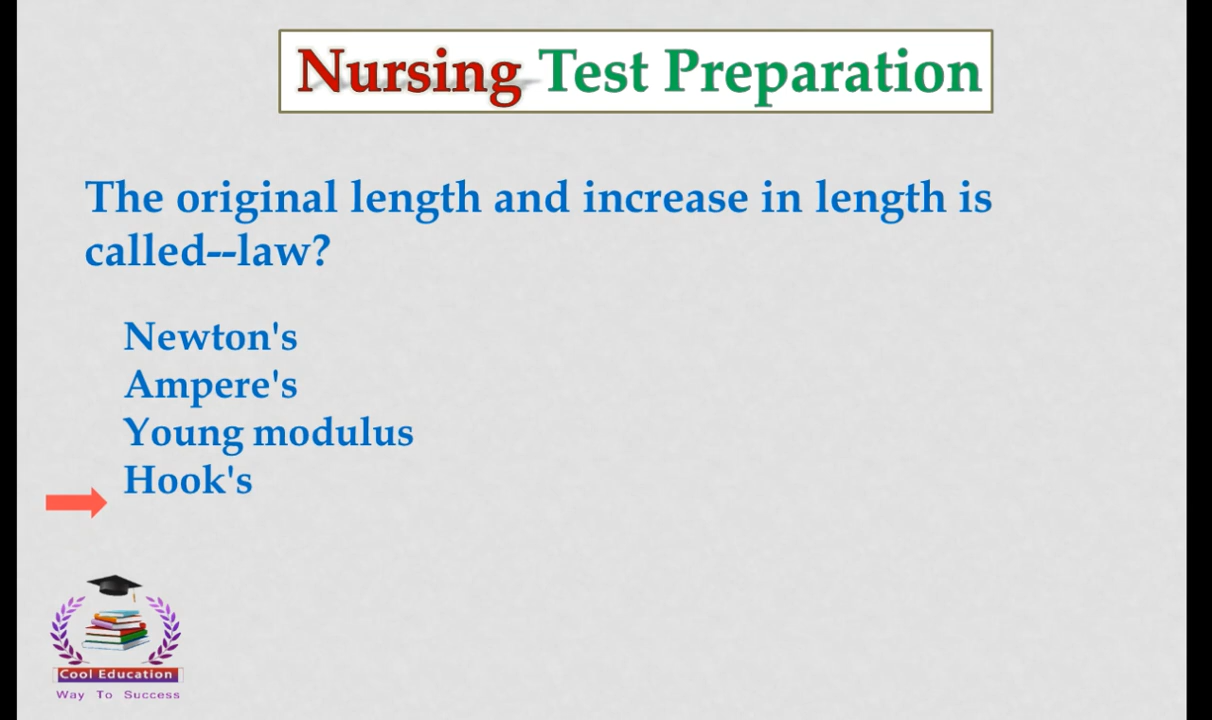 Nursing Test Preparation
The original length and increase in length is
called--law?
Newton's
Ampere's
Young modulus
Hook's
Cool Education
Way To Success